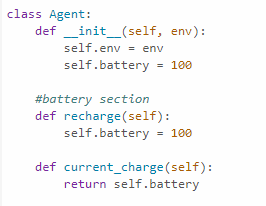 class Agent:
    def __init__(self, env):
        self.env = env
        self.battery = 100

    #battery section
    def recharge(self):
        self.battery = 100

    def current_charge(self):
        return self.battery